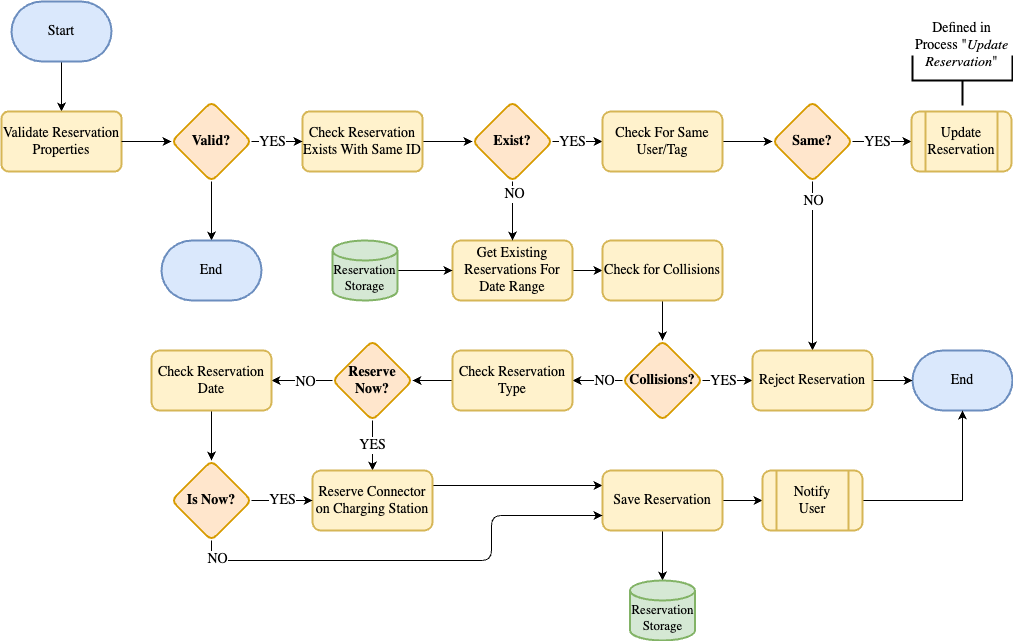 Start
Defined in
Process "Update
Reservation"
Validate Reservation
Properties
Valid?
YES
Check Reservation
Exists With Same ID
Exist?
YES
Check For Same
User/Tag
Same?
YES
Update
Reservation
NO
NO
End
Reservation
Storage
Get Existing
Reservations For
Date Range
Check for Collisions
Check Reservation
Date
NO
Reserve
Now?
Check Reservation
Type
NO
Collisions?
YES
Reject Reservation
End
YES
Is Now?
YES
Reserve Connector
on Charging Station
Save Reservation
Notify
User
NO
Reservation
Storage